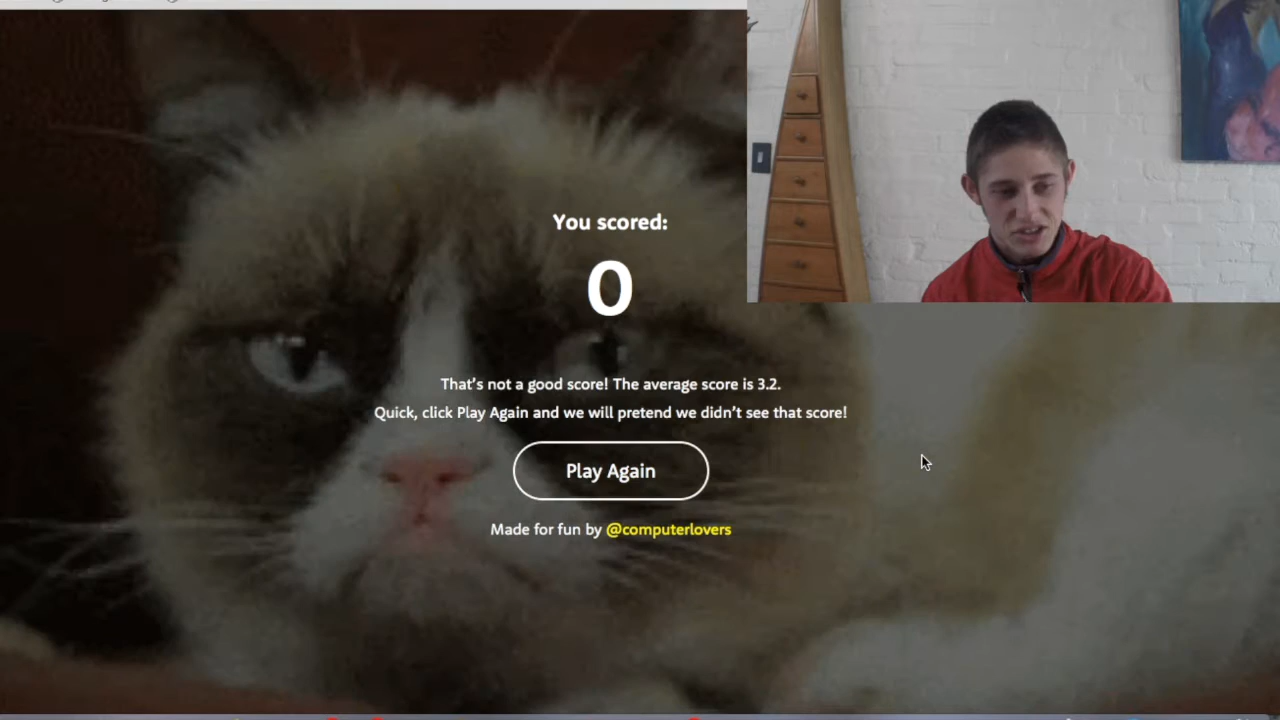 You scored:
0
That's not a good score! The average score is 3.2.
Quick, click Play Again and we will pretend we didn't see that score!
Play Again
Made for fun by @computerlovers